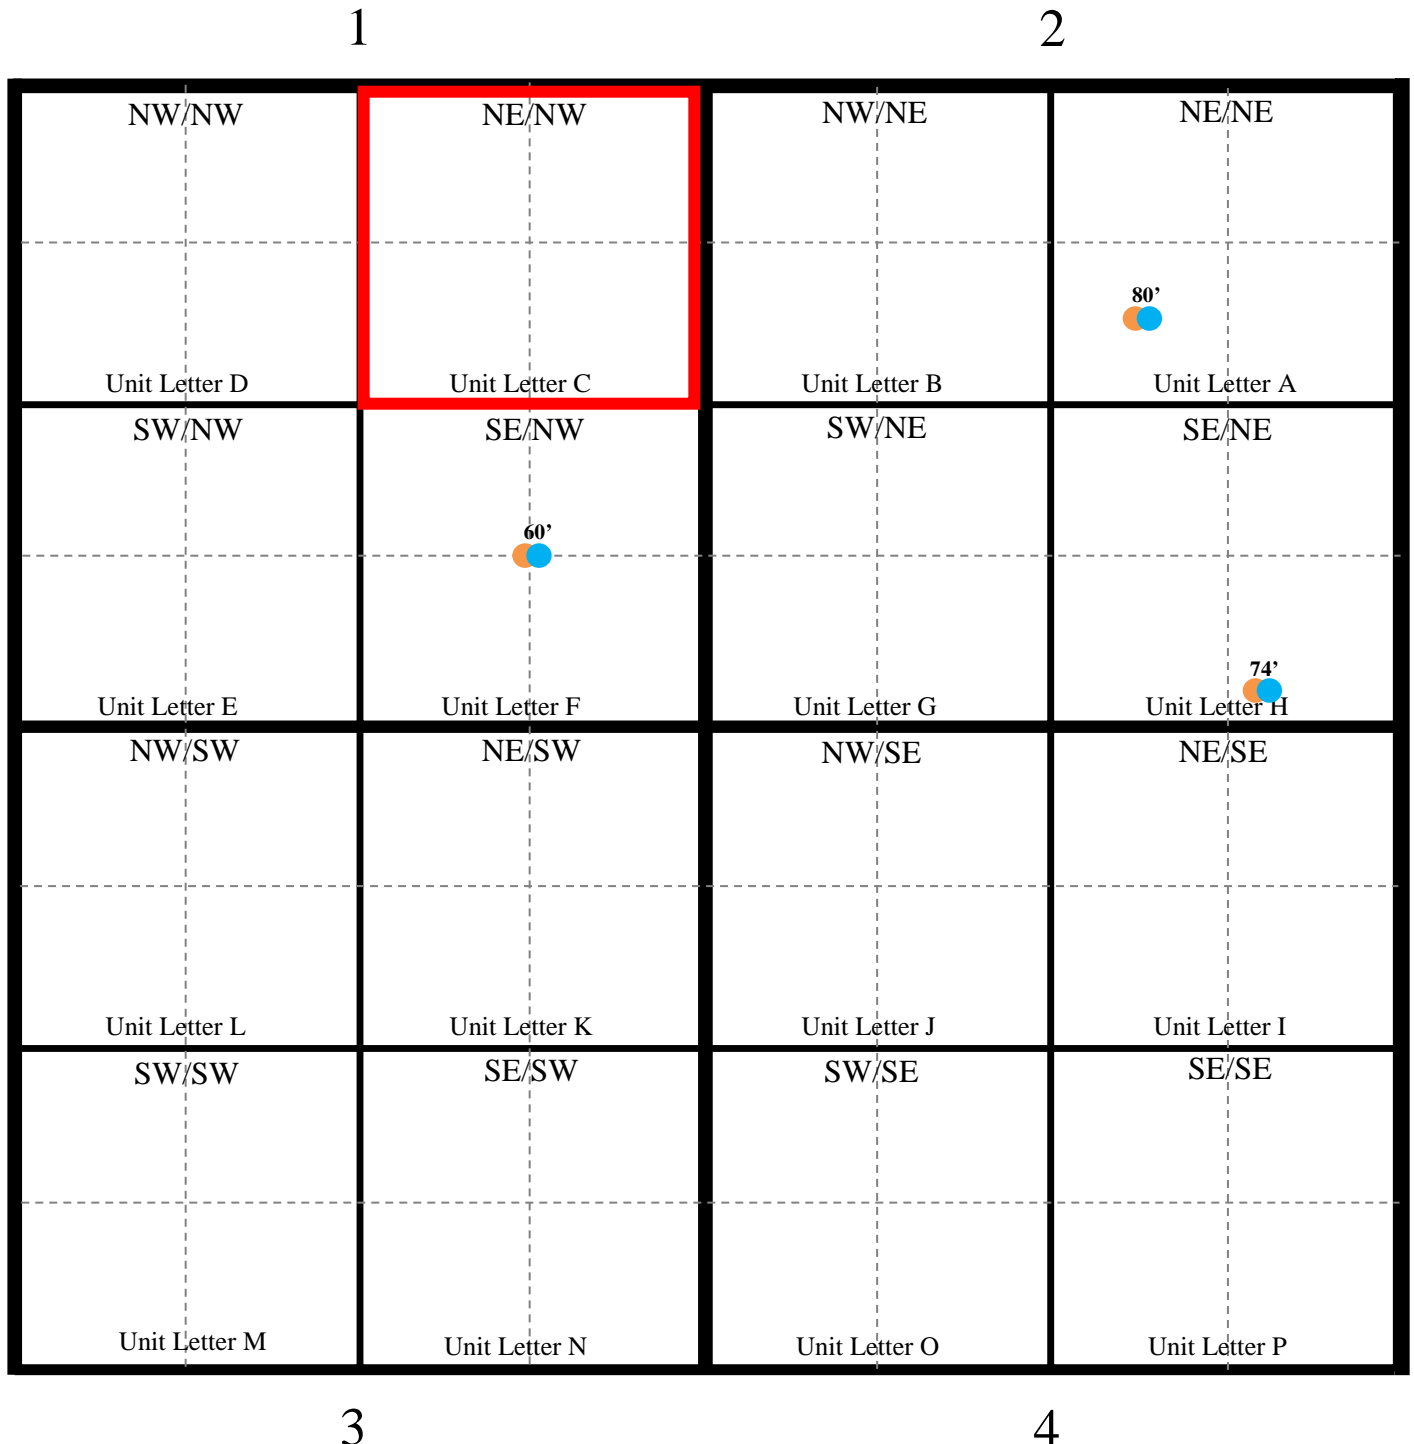 1 2
NW/NW NE/NW NW/NE NE/NE
80’
Unit Letter D Unit Letter C Unit Letter B Unit Letter A
SW/NW SE/NW SW/NE SE/NE
60’
74’
Unit Letter E Unit Letter F Unit Letter G Unit Letter H
NW/SW NE/SW NW/SE NE/SE
Unit Letter L Unit Letter K Unit Letter J Unit Letter I
SW/SW SE/SW SW/SE SE/SE
Unit Letter M Unit Letter N Unit Letter O Unit Letter P
3 4